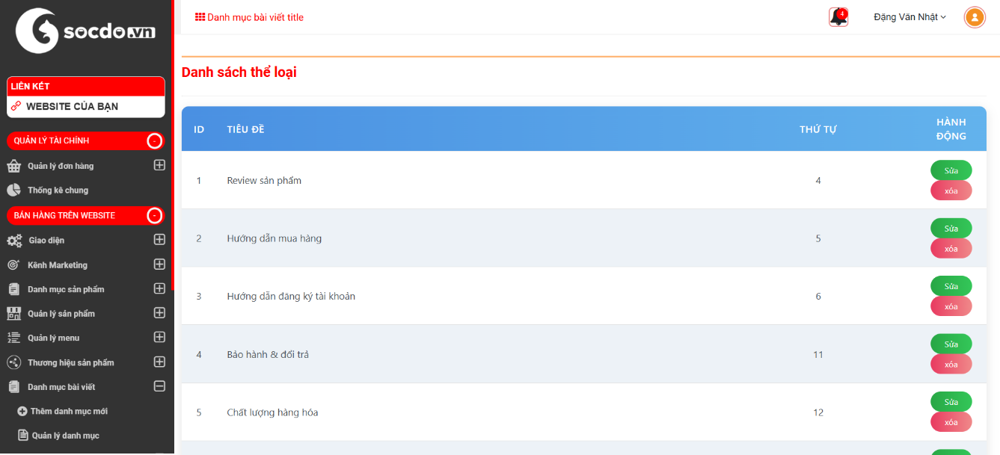 socdo.vn
Danh mục bài viết title
4
Đặng Văn Nhật
LIÊN KẾT
WEBSITE CỦA BẠN
QUẢN LÝ TÀI CHÍNH
Quản lý đơn hàng
Thống kê chung
BÁN HÀNG TRÊN WEBSITE
Giao diện
Kênh Marketing
Danh mục sản phẩm
Quản lý sản phẩm
Quản lý menu
Thương hiệu sản phẩm
Danh mục bài viết
Thêm danh mục mới
Quản lý danh mục
Danh sách thể loại
ID TIÊU ĐỀ THỨ TỰ HÀNH ĐỘNG
1 Review sản phẩm 4 Sửa
xóa
2 Hướng dẫn mua hàng 5 Sửa
xóa
3 Hướng dẫn đăng ký tài khoản 6 Sửa
xóa
4 Bảo hành & đổi trả 11 Sửa
xóa
5 Chất lượng hàng hóa 12 Sửa
xóa